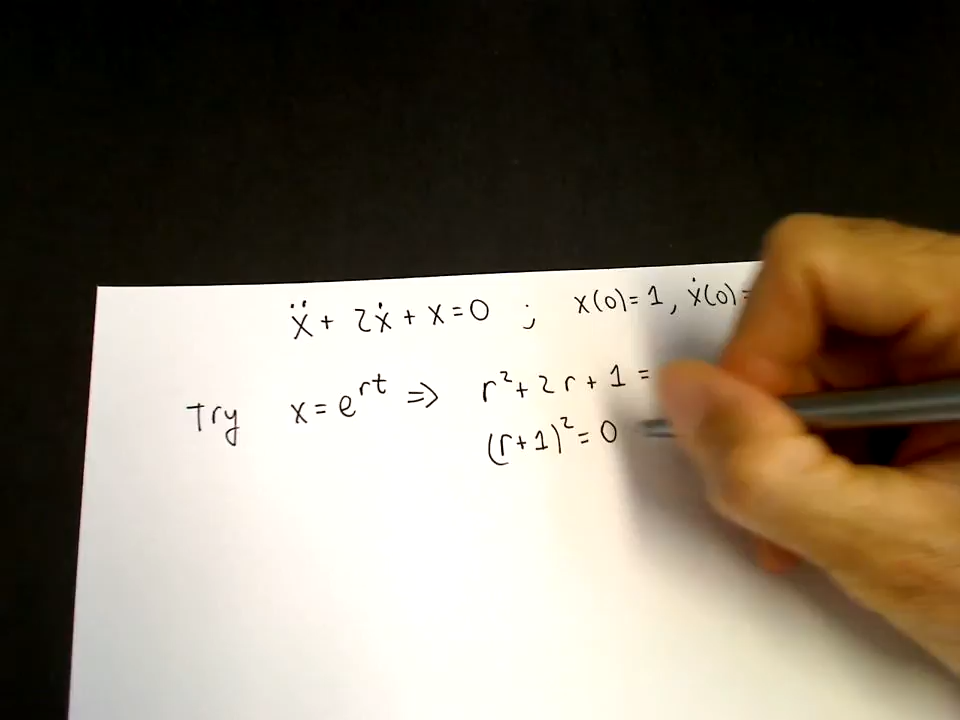 ẍ + 2ẋ + x = 0 ; x(0) = 1, ẋ(0) =
Try x = e^{rt} ⇒ r² + 2r + 1 =
(r + 1)² = 0